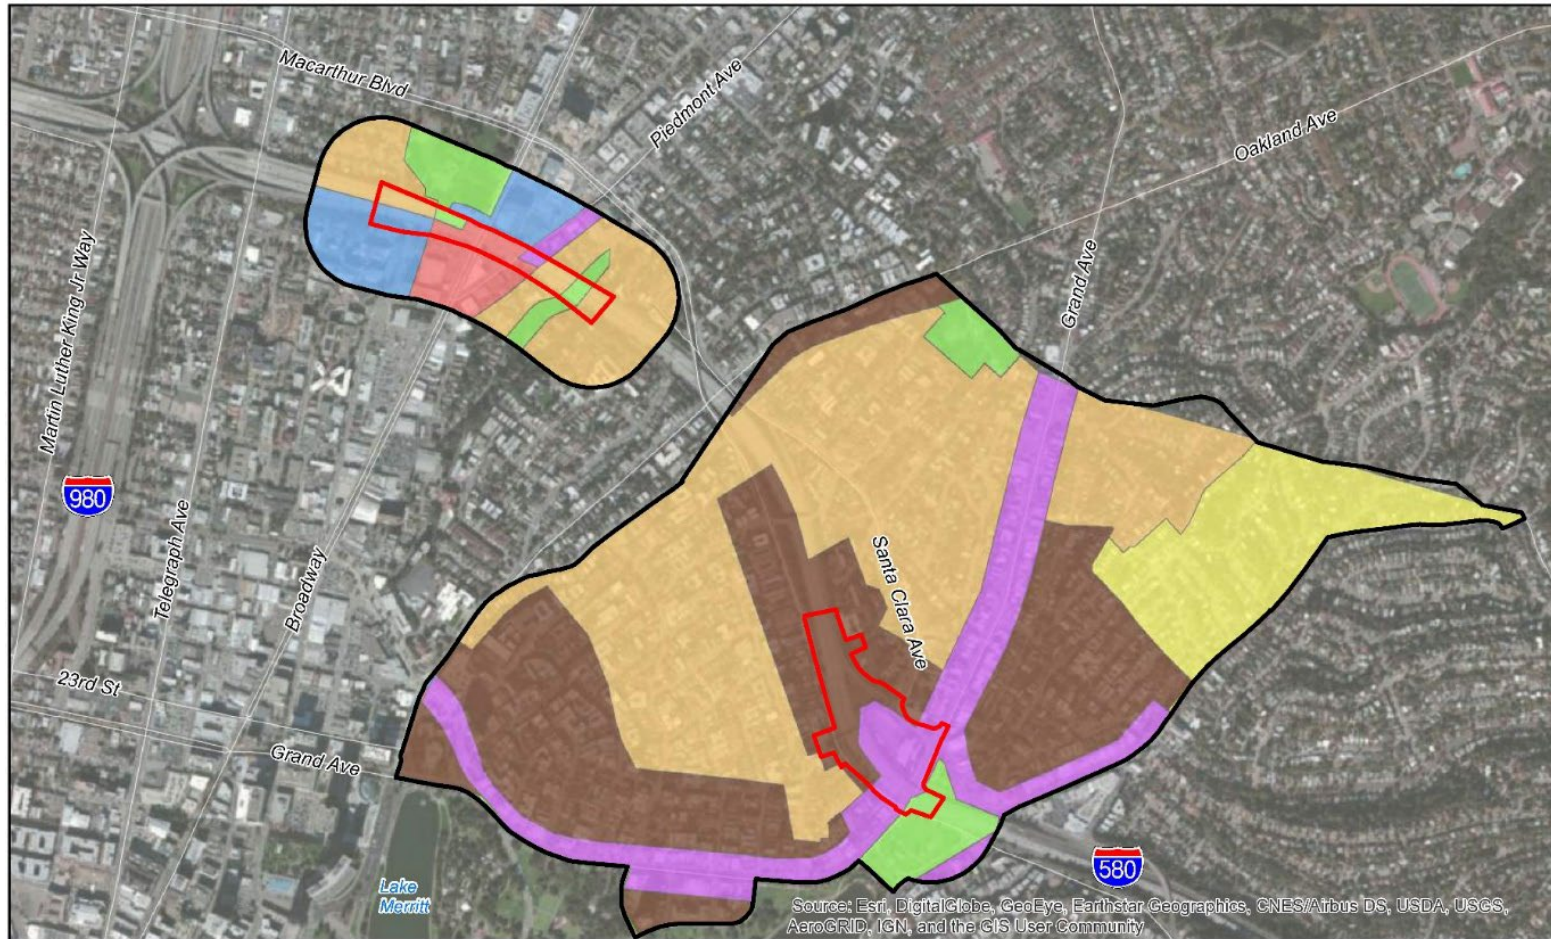 Macarthur Blvd
Piedmont Ave
Oakland Ave
Grand Ave
Martin Luther King Jr Way
980
Telegraph Ave
Broadway
Santa Clara Ave
23rd St
Grand Ave
Lake
Merritt
580
Source: Esri, DigitalGlobe, GeoEye, Earthstar Geographics, CNES/Airbus DS, USDA, USGS,
AeroGRID, IGN, and the GIS User Community